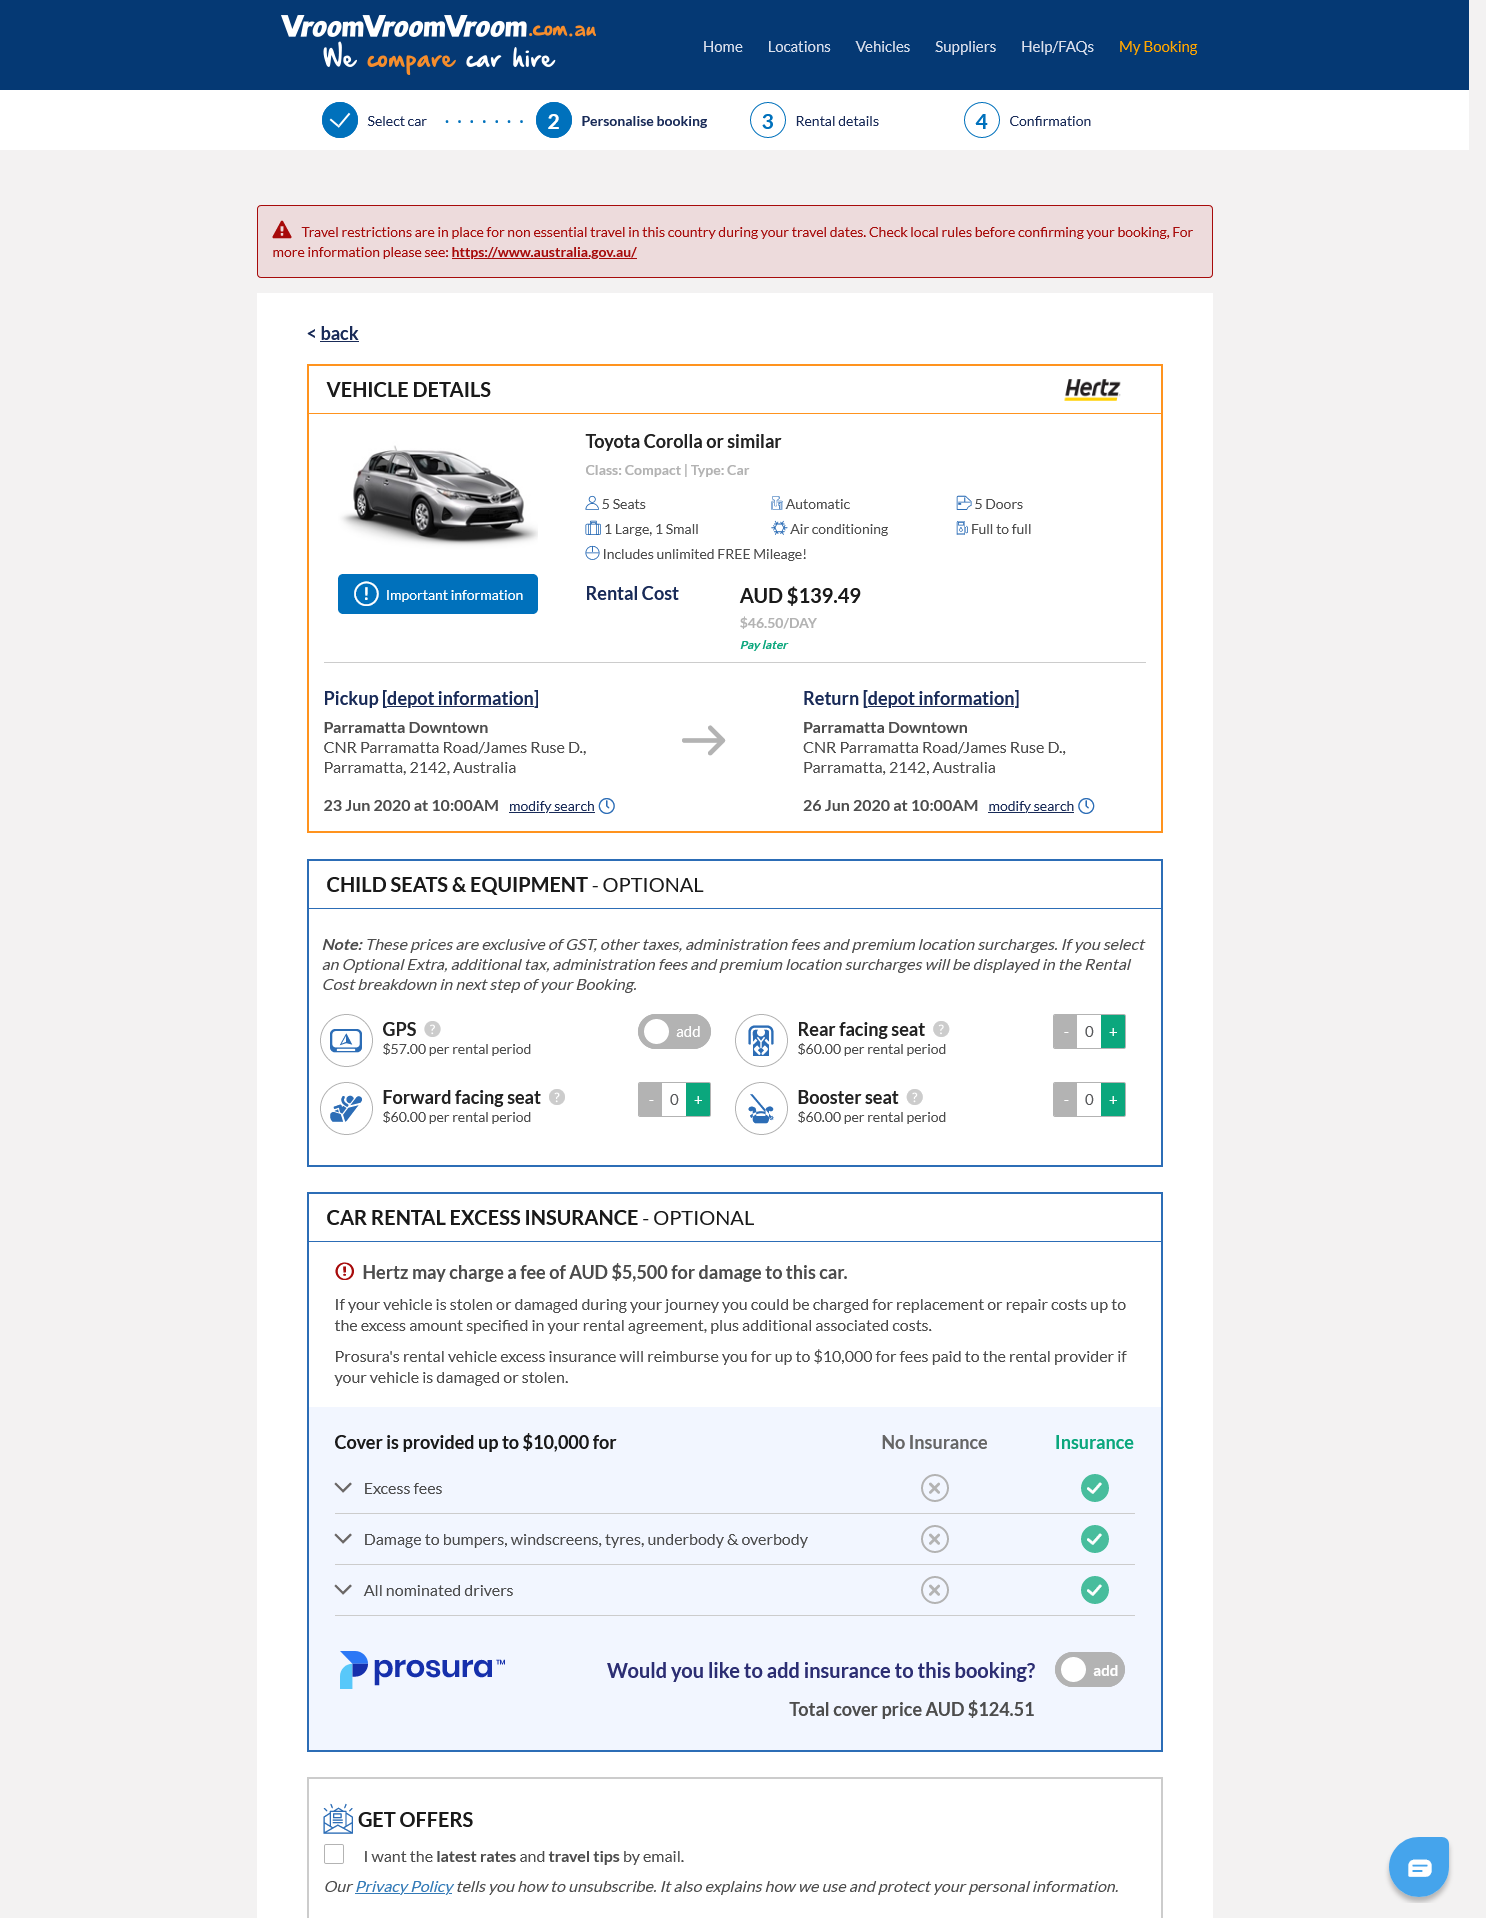 VroomVroomVroom.com.au
We compare car hire
Home Locations Vehicles Suppliers Help/FAQs My Booking
Select car 2 Personalise booking 3 Rental details 4 Confirmation
Travel restrictions are in place for non essential travel in this country during your travel dates. Check local rules before confirming your booking, For
more information please see: https://www.australia.gov.au/
< back
VEHICLE DETAILS Hertz
Toyota Corolla or similar
Class: Compact | Type: Car
5 Seats Automatic 5 Doors
1 Large, 1 Small Air conditioning Full to full
Includes unlimited FREE Mileage!
Important information
Rental Cost AUD $139.49
$46.50/DAY
Pay later
Pickup [depot information] Return [depot information]
Parramatta Downtown Parramatta Downtown
CNR Parramatta Road/James Ruse D., CNR Parramatta Road/James Ruse D.,
Parramatta, 2142, Australia Parramatta, 2142, Australia
23 Jun 2020 at 10:00AM modify search 26 Jun 2020 at 10:00AM modify search
CHILD SEATS & EQUIPMENT - OPTIONAL
Note: These prices are exclusive of GST, other taxes, administration fees and premium location surcharges. If you select
an Optional Extra, additional tax, administration fees and premium location surcharges will be displayed in the Rental
Cost breakdown in next step of your Booking.
GPS ? add Rear facing seat ? - 0 +
$57.00 per rental period $60.00 per rental period
Forward facing seat ? - 0 + Booster seat ? - 0 +
$60.00 per rental period $60.00 per rental period
CAR RENTAL EXCESS INSURANCE - OPTIONAL
Hertz may charge a fee of AUD $5,500 for damage to this car.
If your vehicle is stolen or damaged during your journey you could be charged for replacement or repair costs up to
the excess amount specified in your rental agreement, plus additional associated costs.
Prosura's rental vehicle excess insurance will reimburse you for up to $10,000 for fees paid to the rental provider if
your vehicle is damaged or stolen.
Cover is provided up to $10,000 for No Insurance Insurance
Excess fees
Damage to bumpers, windscreens, tyres, underbody & overbody
All nominated drivers
prosura™ Would you like to add insurance to this booking? add
Total cover price AUD $124.51
GET OFFERS
I want the latest rates and travel tips by email.
Our Privacy Policy tells you how to unsubscribe. It also explains how we use and protect your personal information.